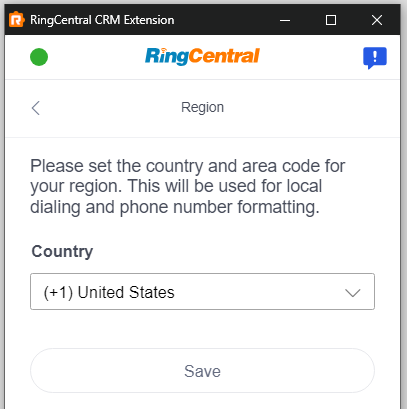 RingCentral CRM Extension
RingCentral
Region
Please set the country and area code for
your region. This will be used for local
dialing and phone number formatting.
Country
(+1) United States
Save